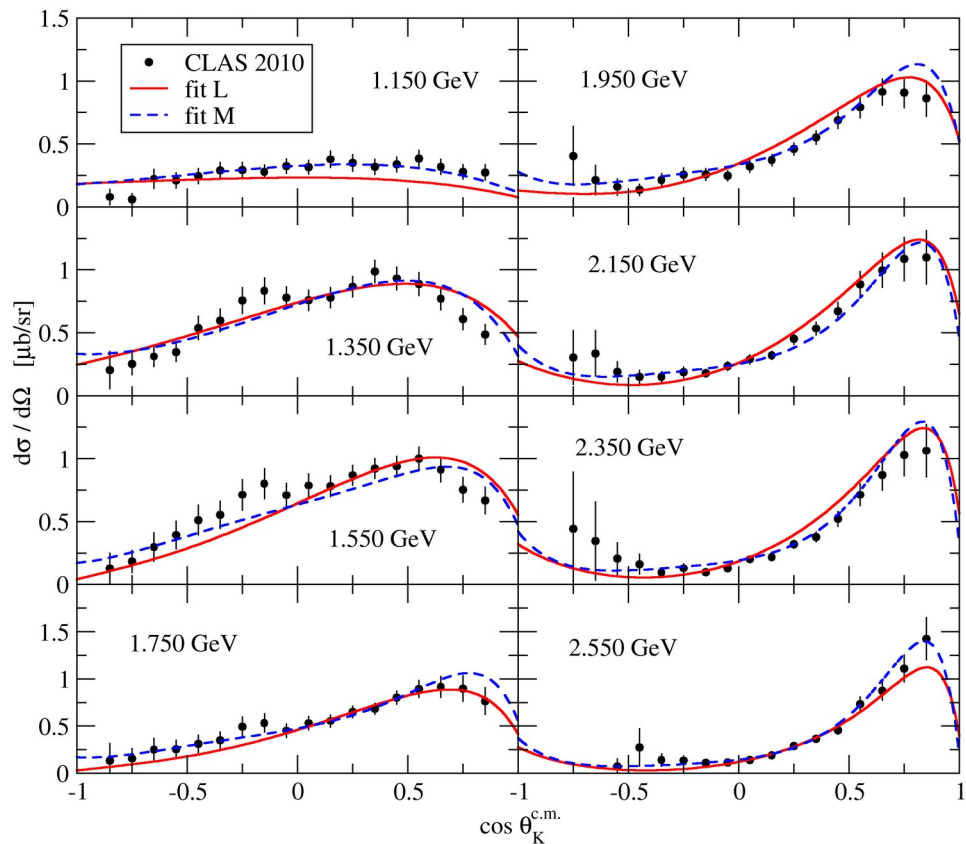 1.5
1
0.5
0
CLAS 2010
fit L
fit M
1.150 GeV
1.950 GeV
1
0.5
0
1.350 GeV
2.150 GeV
1
0.5
0
1.550 GeV
2.350 GeV
1.5
1
0.5
0
1.750 GeV
2.550 GeV
-1 -0.5 0 0.5 -1 -0.5 0 0.5 1
cos θ_K^c.m.
dσ / dΩ [μb/sr]